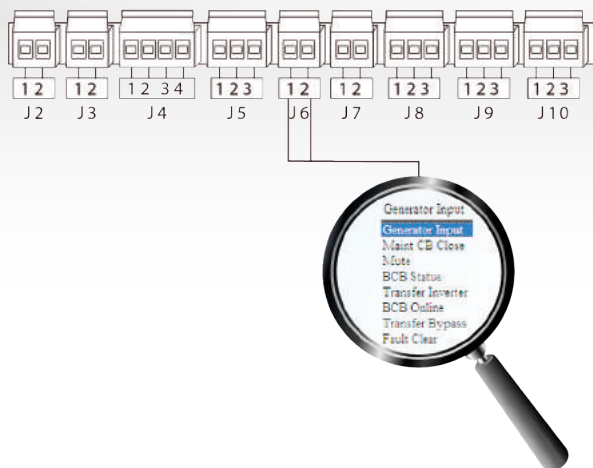 1 2 1 2 1 2 3 4 1 2 3 1 2 1 2 1 2 3 1 2 3 1 2 3
J2 J3 J4 J5 J6 J7 J8 J9 J10
Generator Input
Generator Input
Maint CB Close
Mute
BCB Status
Transfer Inverter
BCB Online
Transfer Bypass
Fault Clear